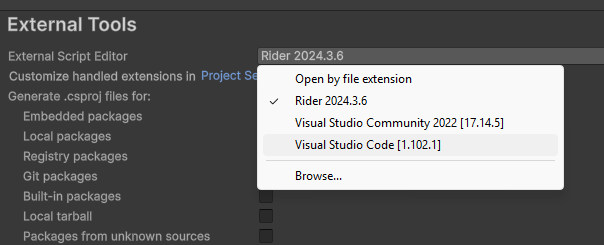 External Tools
External Script Editor
Rider 2024.3.6
Customize handled extensions in Project Se
Open by file extension
✓ Rider 2024.3.6
Visual Studio Community 2022 [17.14.5]
Visual Studio Code [1.102.1]
Browse...
Generate .csproj files for:
Embedded packages
Local packages
Registry packages
Git packages
Built-in packages
Local tarball
Packages from unknown sources